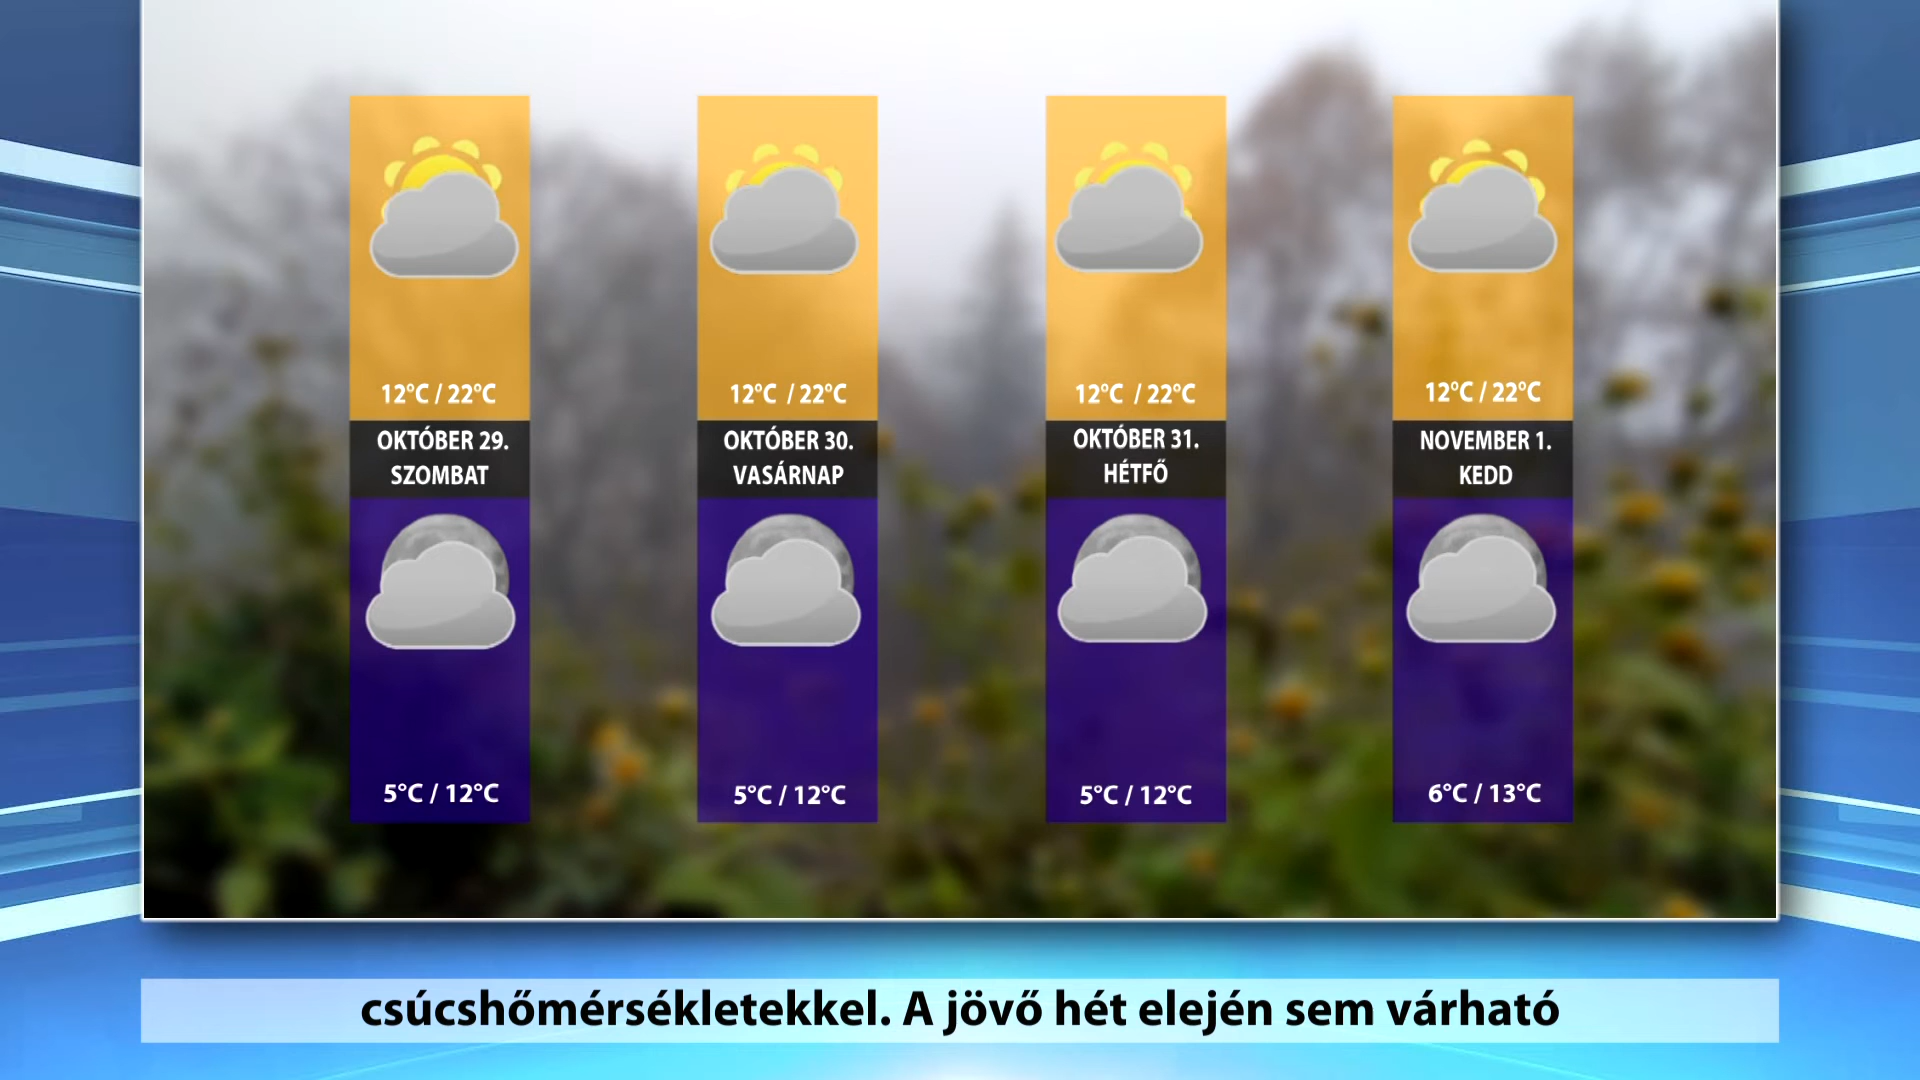 12°C / 22°C
OKTÓBER 29.
SZOMBAT
5°C / 12°C
12°C / 22°C
OKTÓBER 30.
VASÁRNAP
5°C / 12°C
12°C / 22°C
OKTÓBER 31.
HÉTFŐ
5°C / 12°C
12°C / 22°C
NOVEMBER 1.
KEDD
6°C / 13°C
csúcshőmérsékletekkel. A jövő hét elején sem várható